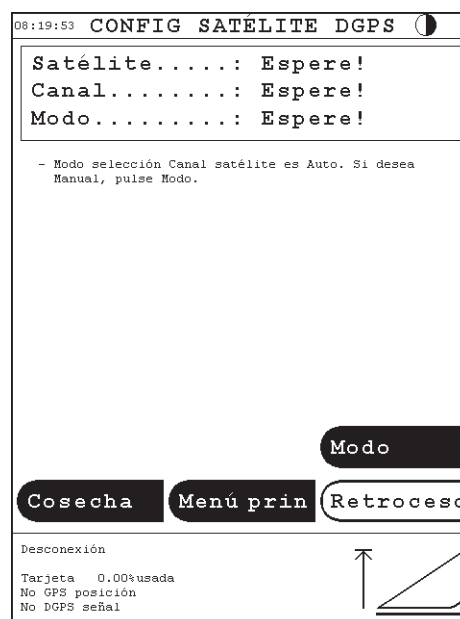 08:19:53 CONFIG SATÉLITE DGPS
Satélite.....: Espere!
Canal........: Espere!
Modo.........: Espere!
- Modo selección Canal satélite es Auto. Si desea
Manual, pulse Modo.
Modo
Cosecha Menú prin Retroceso
Desconexión
Tarjeta 0.00%usada
No GPS posición
No DGPS señal